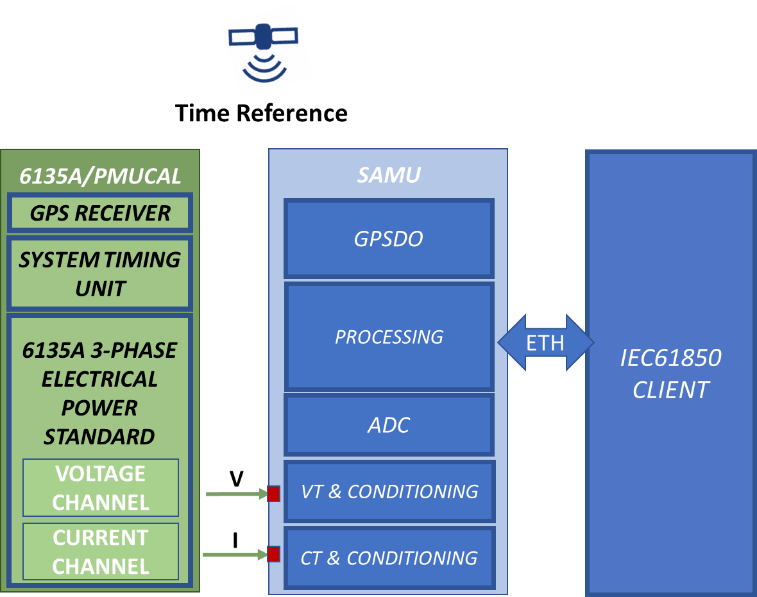 Time Reference
6135A/PMUCAL
GPS RECEIVER
SYSTEM TIMING
UNIT
6135A 3-PHASE
ELECTRICAL
POWER
STANDARD
VOLTAGE
CHANNEL
CURRENT
CHANNEL
V
I
SAMU
GPSDO
PROCESSING
ADC
VT & CONDITIONING
CT & CONDITIONING
ETH
IEC61850
CLIENT